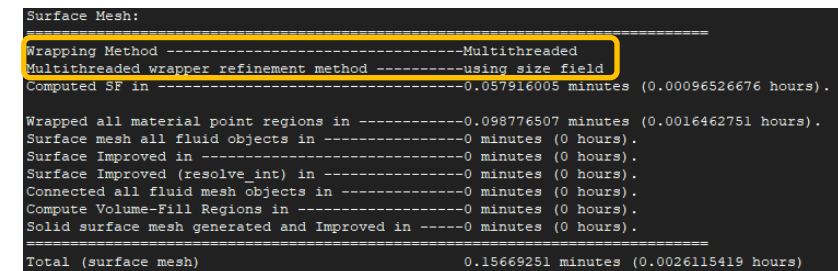 Surface Mesh:
==============================================================================
Wrapping Method ----------------------------------Multithreaded
Multithreaded wrapper refinement method ----------using size field
Computed SF in -----------------------------------0.057916005 minutes (0.00096526676 hours).
Wrapped all material point regions in ------------0.098776507 minutes (0.0016462751 hours).
Surface mesh all fluid objects in ----------------0 minutes (0 hours).
Surface Improved in ------------------------------0 minutes (0 hours).
Surface Improved (resolve_int) in ----------------0 minutes (0 hours).
Connected all fluid mesh objects in --------------0 minutes (0 hours).
Compute Volume-Fill Regions in -------------------0 minutes (0 hours).
Solid surface mesh generated and Improved in -----0 minutes (0 hours).
==============================================================================
Total (surface mesh)                              0.15669251 minutes (0.0026115419 hours)